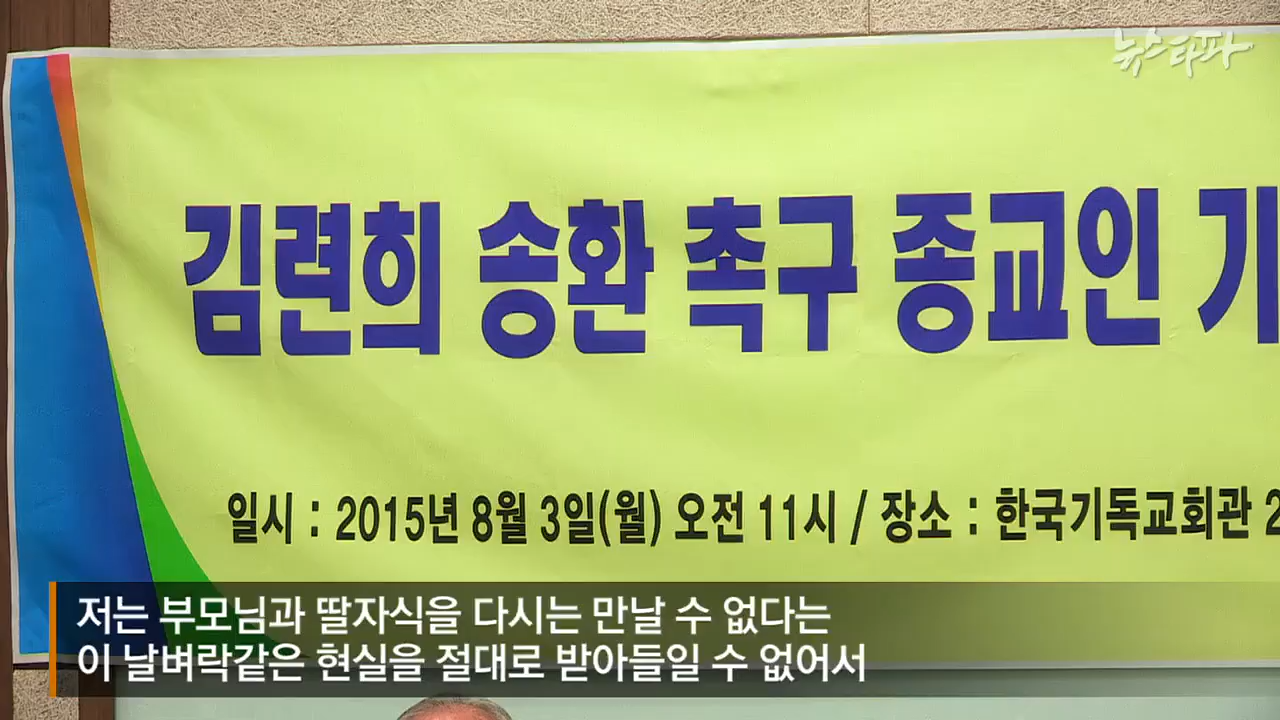 뉴스타파
김련희 송환 촉구 종교인 기
일시 : 2015년 8월 3일(월) 오전 11시 / 장소 : 한국기독교회관 2
저는 부모님과 딸자식을 다시는 만날 수 없다는
이 날벼락같은 현실을 절대로 받아들일 수 없어서